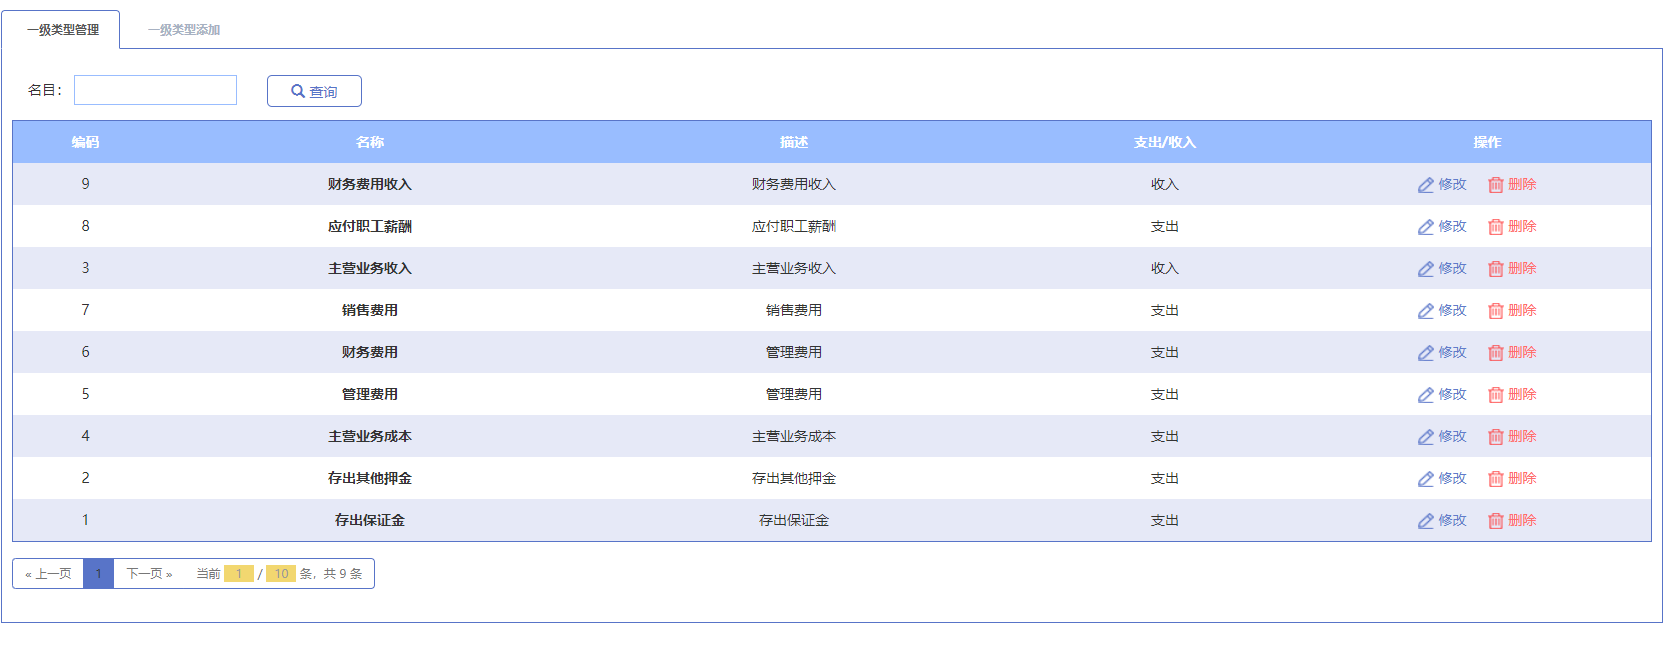 一级类型管理 一级类型添加
名目： 查询
编码 名称 描述 支出/收入 操作
9 财务费用收入 财务费用收入 收入 修改 删除
8 应付职工薪酬 应付职工薪酬 支出 修改 删除
3 主营业务收入 主营业务收入 收入 修改 删除
7 销售费用 销售费用 支出 修改 删除
6 财务费用 管理费用 支出 修改 删除
5 管理费用 管理费用 支出 修改 删除
4 主营业务成本 主营业务成本 支出 修改 删除
2 存出其他押金 存出其他押金 支出 修改 删除
1 存出保证金 存出保证金 支出 修改 删除
« 上一页 1 下一页 » 当前 1 / 10 条，共 9 条